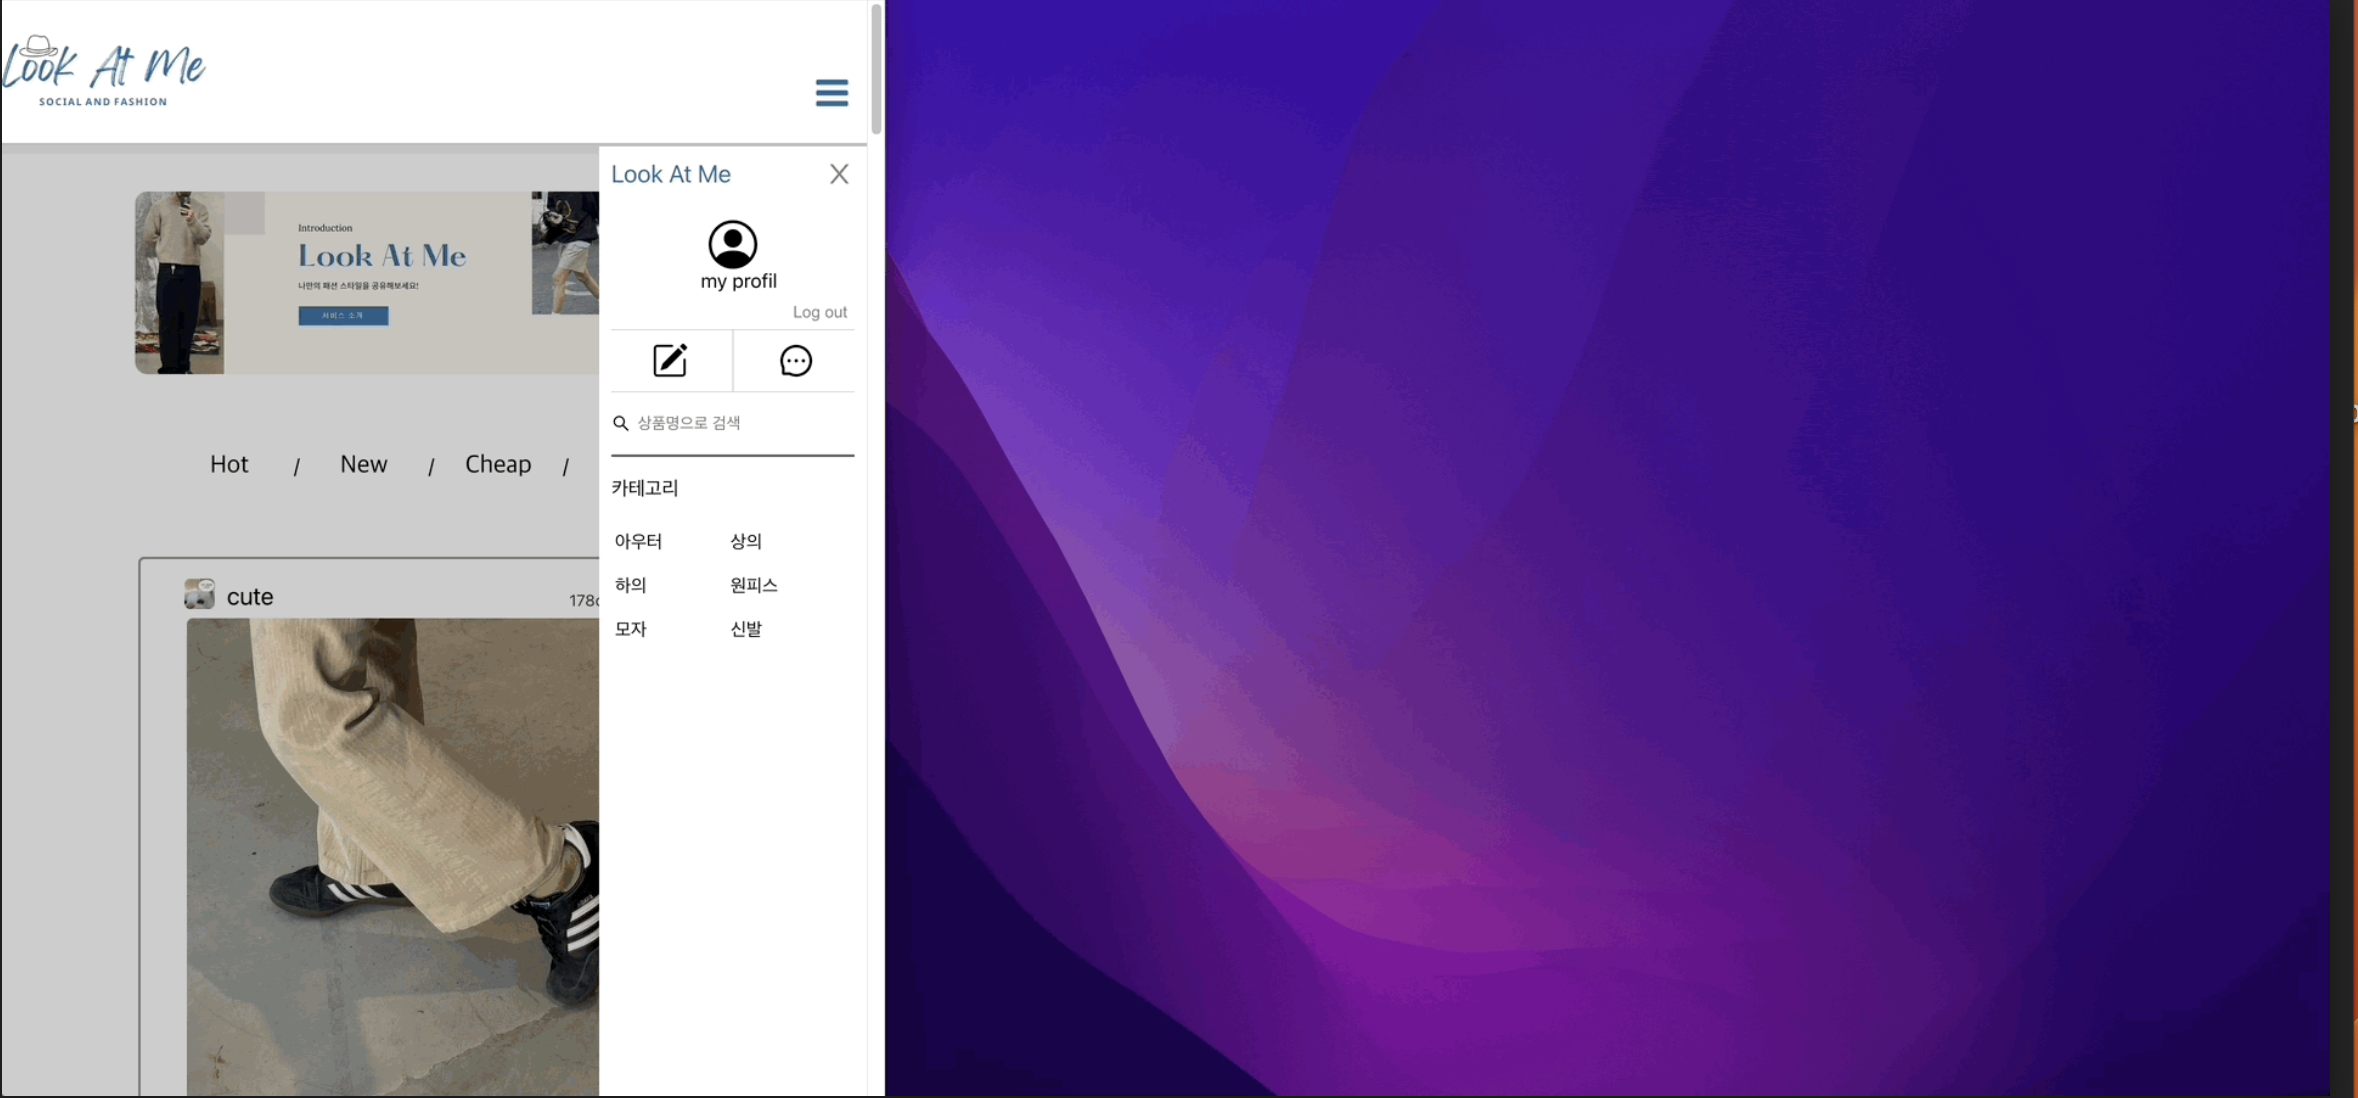 Look At Me
SOCIAL AND FASHION
Introduction
Look At Me
나만의 패션 스타일을 공유해보세요!
서비스 소개
Hot / New / Cheap /
cute
178c
Look At Me
X
my profil
Log out
상품명으로 검색
카테고리
아우터 상의
하의 원피스
모자 신발